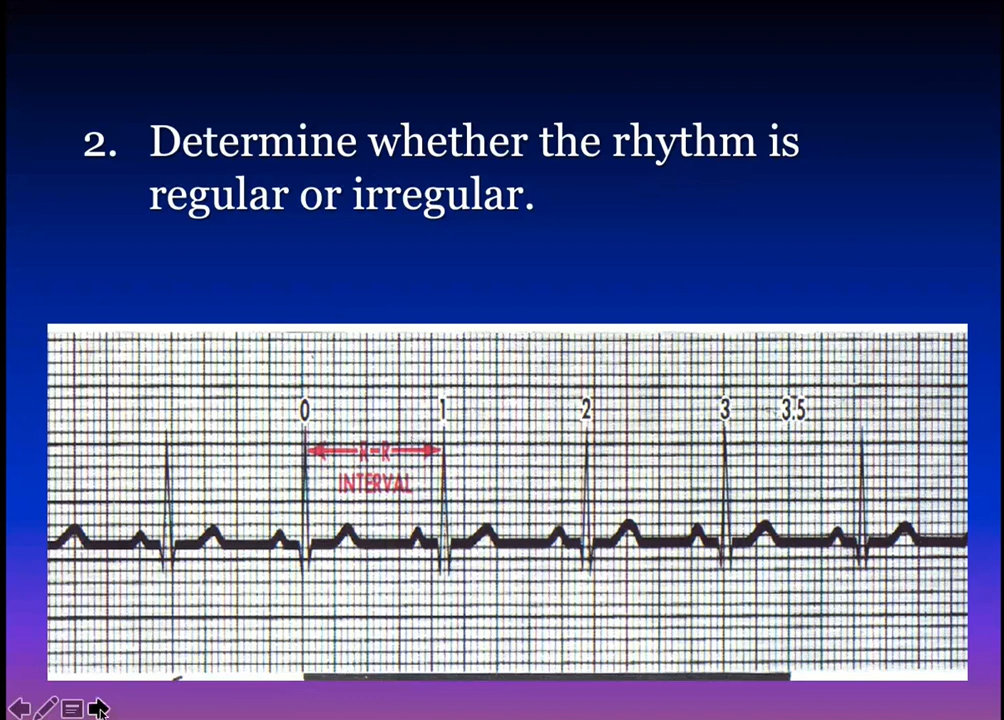 2. Determine whether the rhythm is
regular or irregular.
0 1 2 3 3.5
R-R
INTERVAL